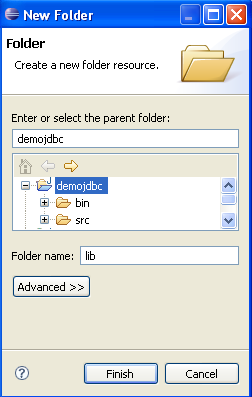 New Folder
Folder
Create a new folder resource.
Enter or select the parent folder:
demojdbc
demojdbc
bin
src
Folder name: lib
Advanced >>
Finish Cancel